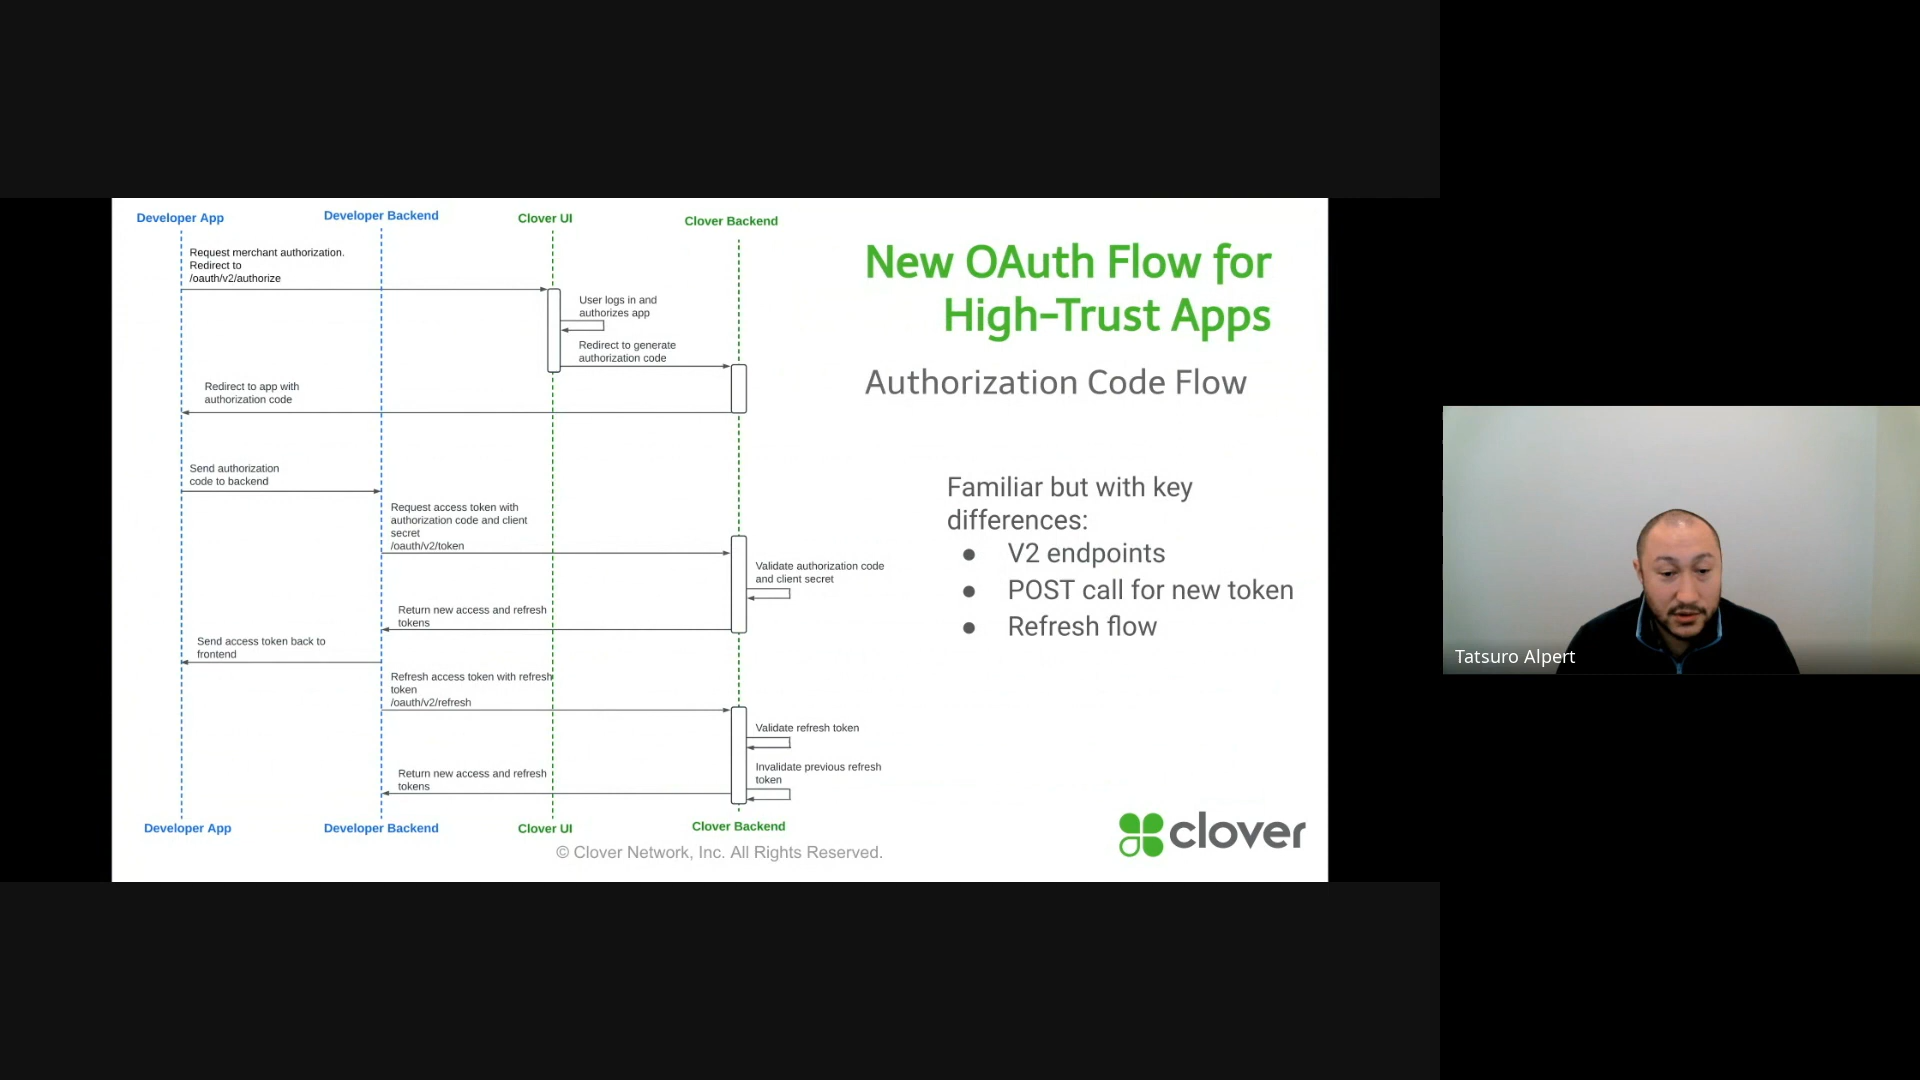 Developer App
Developer Backend
Clover UI
Clover Backend
Request merchant authorization.
Redirect to
/oauth/v2/authorize
User logs in and
authorizes app
Redirect to generate
authorization code
Redirect to app with
authorization code
Send authorization
code to backend
Request access token with
authorization code and client
secret
/oauth/v2/token
Validate authorization code
and client secret
Return new access and refresh
tokens
Send access token back to
frontend
Refresh access token with refresh
token
/oauth/v2/refresh
Validate refresh token
Invalidate previous refresh
token
Return new access and refresh
tokens
Developer App
Developer Backend
Clover UI
Clover Backend
New OAuth Flow for
High-Trust Apps
Authorization Code Flow
Familiar but with key
differences:
● V2 endpoints
● POST call for new token
● Refresh flow
© Clover Network, Inc. All Rights Reserved.
clover
Tatsuro Alpert